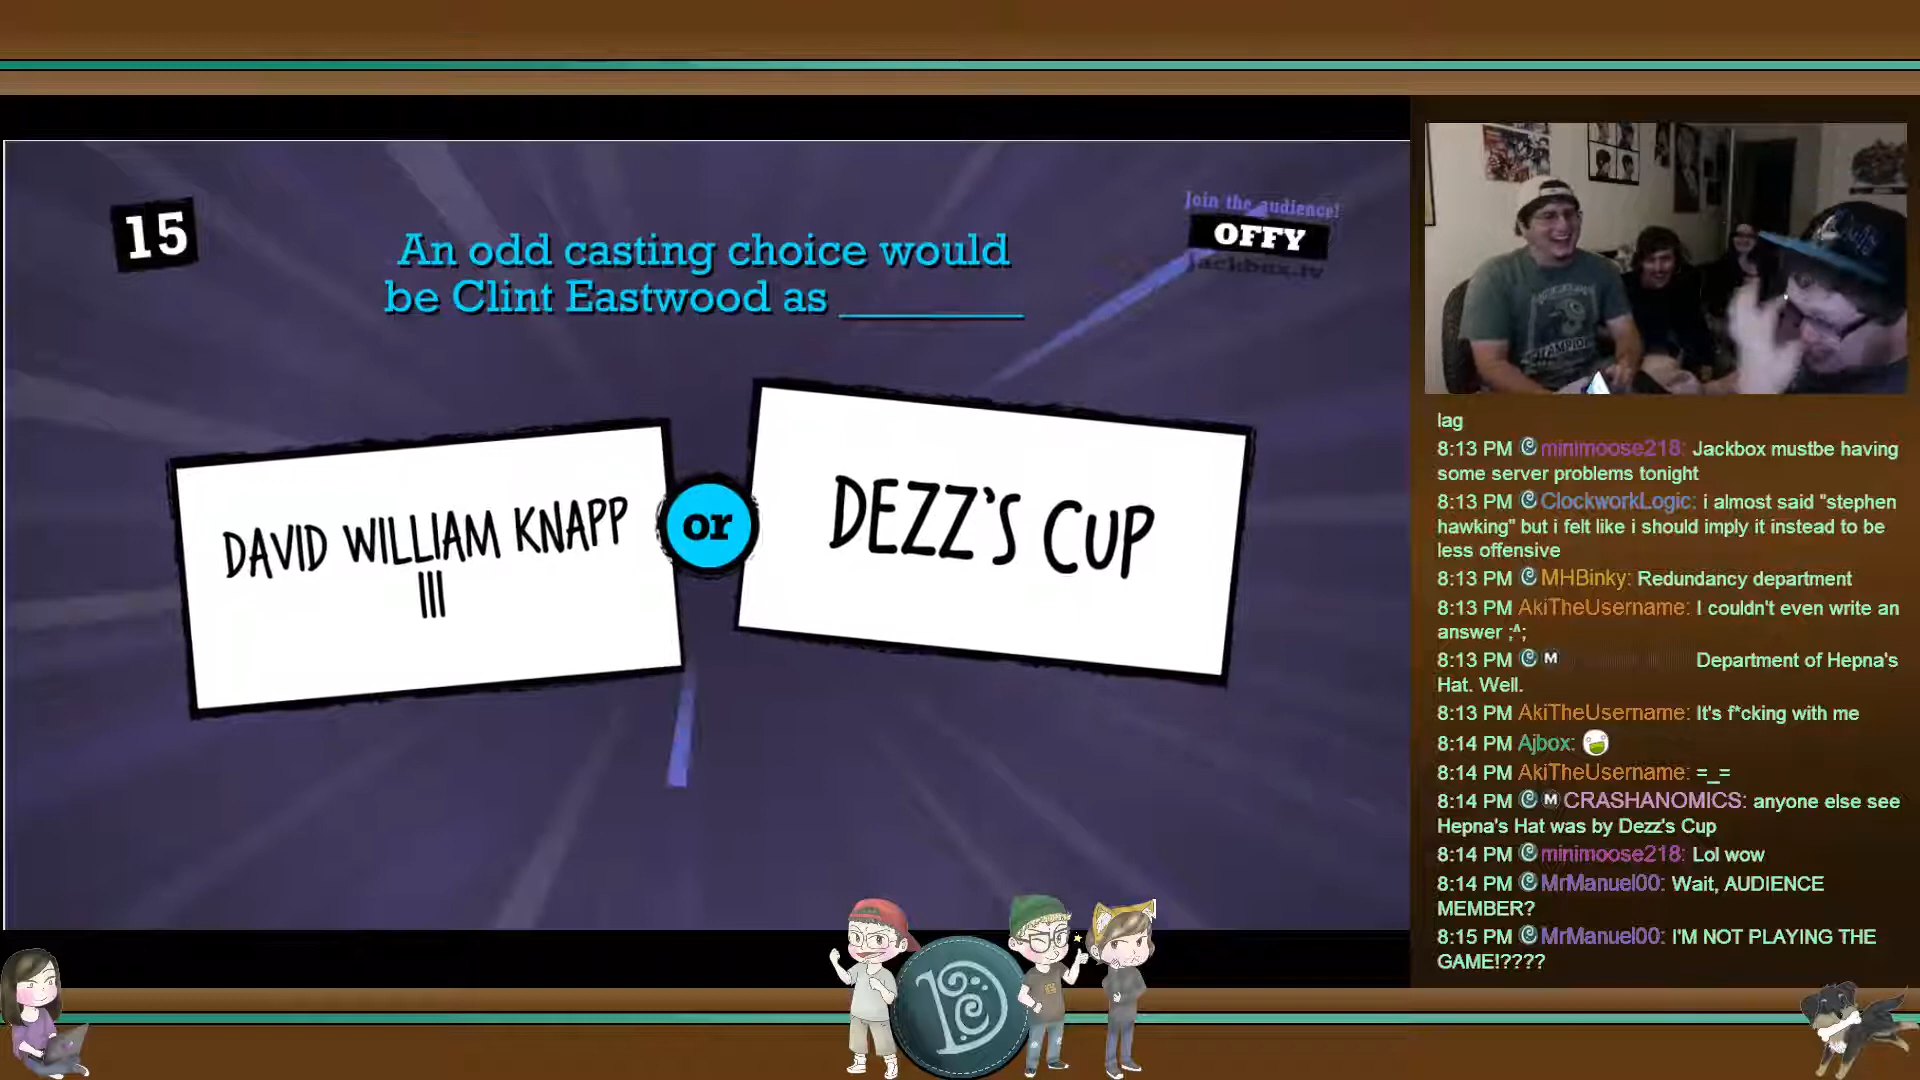 15
An odd casting choice would
be Clint Eastwood as ________
Join the audience!
OFFY
jackbox.tv
DAVID WILLIAM KNAPP
III
or
DEZZ'S CUP
lag
8:13 PM minimoose218: Jackbox mustbe having
some server problems tonight
8:13 PM ClockworkLogic: i almost said "stephen
hawking" but i felt like i should imply it instead to be
less offensive
8:13 PM MHBinky: Redundancy department
8:13 PM AkiTheUsername: I couldn't even write an
answer ;^;
8:13 PM M Department of Hepna's
Hat. Well.
8:13 PM AkiTheUsername: It's f*cking with me
8:14 PM Ajbox:
8:14 PM AkiTheUsername: =_=
8:14 PM M CRASHANOMICS: anyone else see
Hepna's Hat was by Dezz's Cup
8:14 PM minimoose218: Lol wow
8:14 PM MrManuel00: Wait, AUDIENCE
MEMBER?
8:15 PM MrManuel00: I'M NOT PLAYING THE
GAME!????